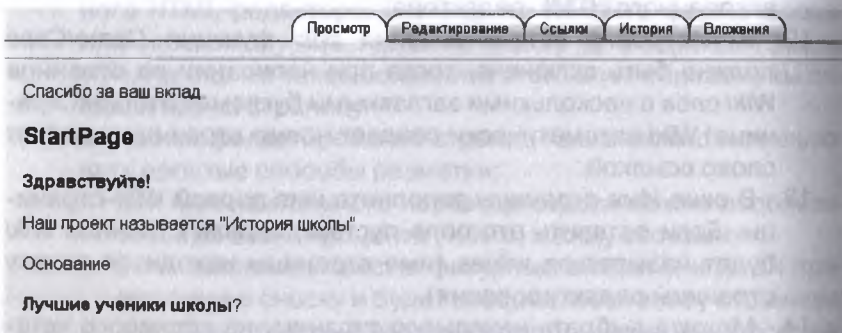 Просмотр Редактирование Ссылки История Вложения
Спасибо за ваш вклад
StartPage
Здравствуйте!
Наш проект называется "История школы"
Основание
Лучшие ученики школы?